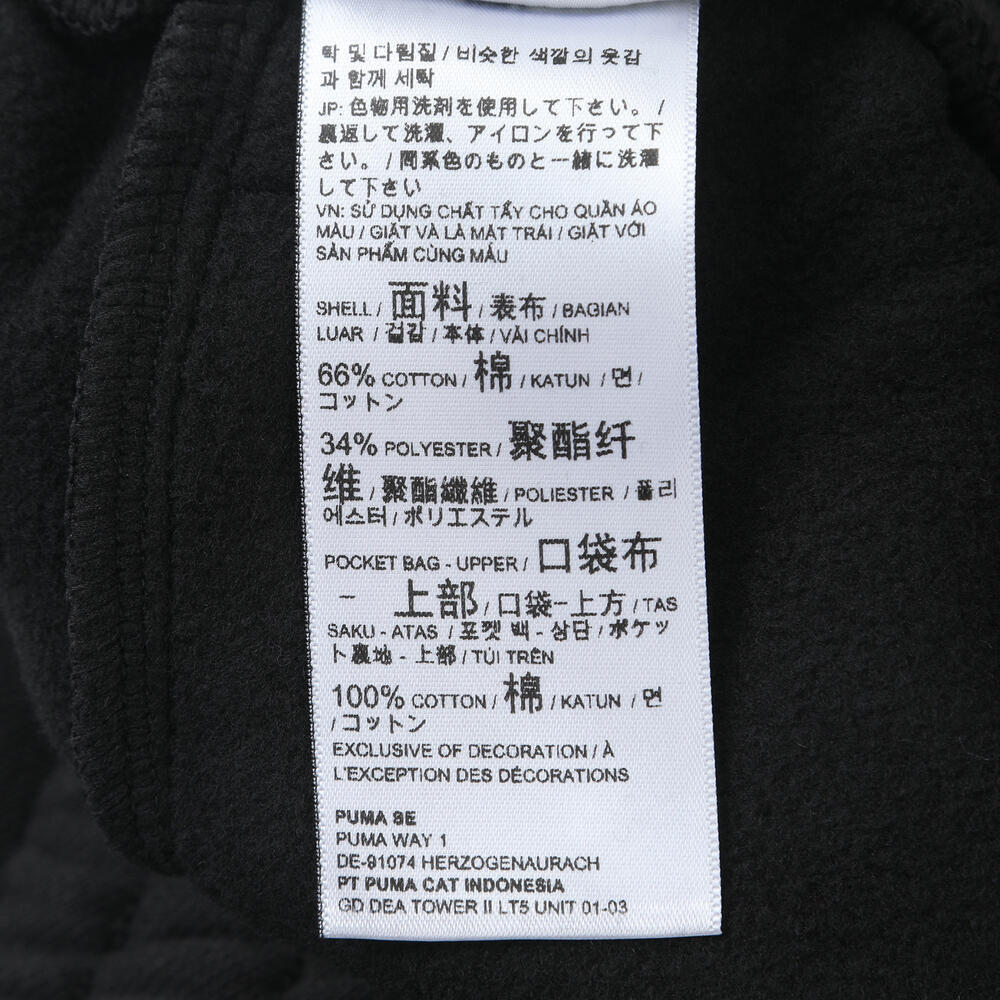 탁 및 다림질 / 비슷한 색깔의 옷감
과 함께 세탁
JP: 色物用洗剤を使用して下さい。 /
裏返して洗濯、アイロンを行って下
さい。 / 同系色のものと一緒に洗濯
して下さい
VN: SỬ DỤNG CHẤT TẨY CHO QUẦN ÁO
MÀU / GIẶT VÀ LÀ MẶT TRÁI / GIẶT VỚI
SẢN PHẨM CÙNG MÀU
SHELL / 面料 / 表布 / BAGIAN
LUAR / 겉감 / 本体 / VẢI CHÍNH
66% COTTON / 棉 / KATUN / 면 /
コットン
34% POLYESTER / 聚酯纤
维 / 聚酯纖維 / POLIESTER / 폴리
에스터 / ポリエステル
POCKET BAG - UPPER / 口袋布
- 上部 / 口袋-上方 / TAS
SAKU - ATAS / 포켓 백 - 상단 / ポケッ
ト裏地 - 上部 / TÚI TRÊN
100% COTTON / 棉 / KATUN / 면
/ コットン
EXCLUSIVE OF DECORATION / À
L'EXCEPTION DES DÉCORATIONS
PUMA SE
PUMA WAY 1
DE-91074 HERZOGENAURACH
PT PUMA CAT INDONESIA
GD DEA TOWER II LT5 UNIT 01-03